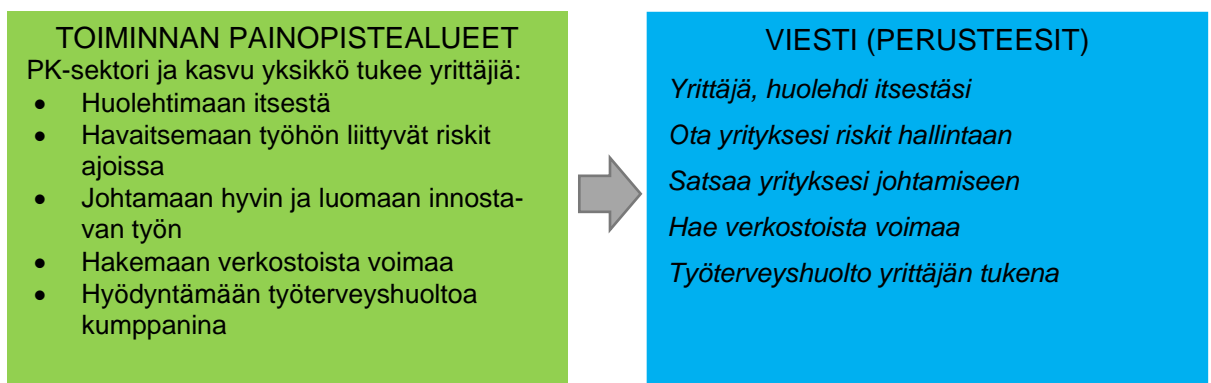 TOIMINNAN PAINOPISTEALUEET
PK-sektori ja kasvu yksikkö tukee yrittäjiä:
• Huolehtimaan itsestä
• Havaitsemaan työhön liittyvät riskit
ajoissa
• Johtamaan hyvin ja luomaan innosta-
van työn
• Hakemaan verkostoista voimaa
• Hyödyntämään työterveyshuoltoa
kumppanina
VIESTI (PERUSTEESIT)
Yrittäjä, huolehdi itsestäsi
Ota yrityksesi riskit hallintaan
Satsaa yrityksesi johtamiseen
Hae verkostoista voimaa
Työterveyshuolto yrittäjän tukena